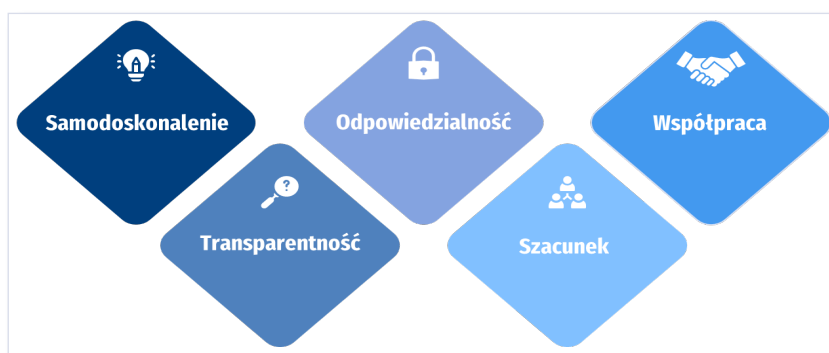 Samodoskonalenie
Odpowiedzialność
Współpraca
Transparentność
Szacunek